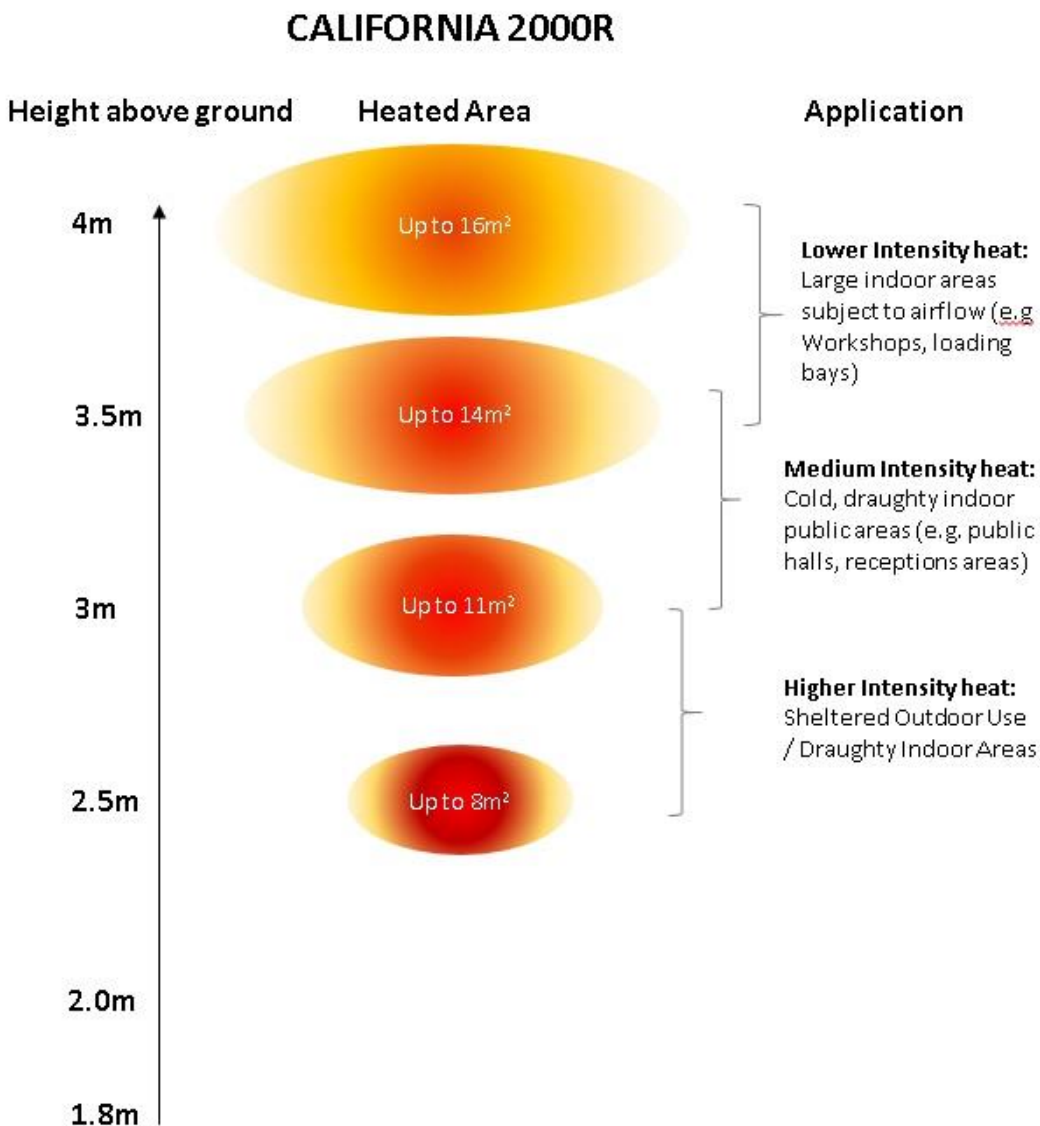 CALIFORNIA 2000R
Height above ground
Heated Area
Application
4m
Up to 16m²
Lower Intensity heat:
Large indoor areas
subject to airflow (e.g
Workshops, loading
bays)
3.5m
Up to 14m²
Medium Intensity heat:
Cold, draughty indoor
public areas (e.g. public
halls, receptions areas)
3m
Up to 11m²
Higher Intensity heat:
Sheltered Outdoor Use
/ Draughty Indoor Areas
2.5m
Up to 8m²
2.0m
1.8m